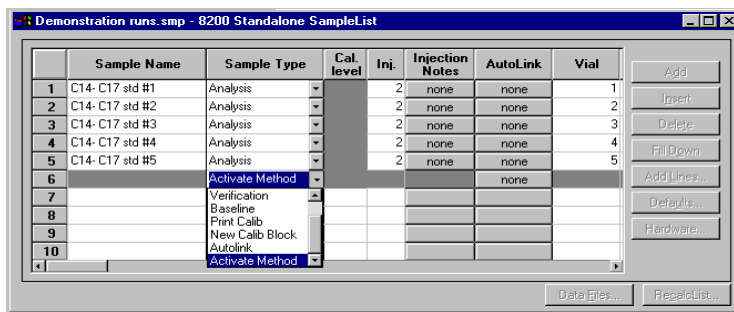 Demonstration runs.smp - 8200 Standalone SampleList
Sample Name Sample Type Cal. level Inj. Injection Notes AutoLink Vial
1 C14- C17 std #1 Analysis 2 none none 1
2 C14- C17 std #2 Analysis 2 none none 2
3 C14- C17 std #3 Analysis 2 none none 3
4 C14- C17 std #4 Analysis 2 none none 4
5 C14- C17 std #5 Analysis 2 none none 5
6 Activate Method none
7 Verification
8 Baseline
Print Calib
9 New Calib Block
Autolink
10 Activate Method
Add
Insert
Delete
Fill Down
Add Lines...
Defaults...
Hardware...
Data Files...
RecalcList...